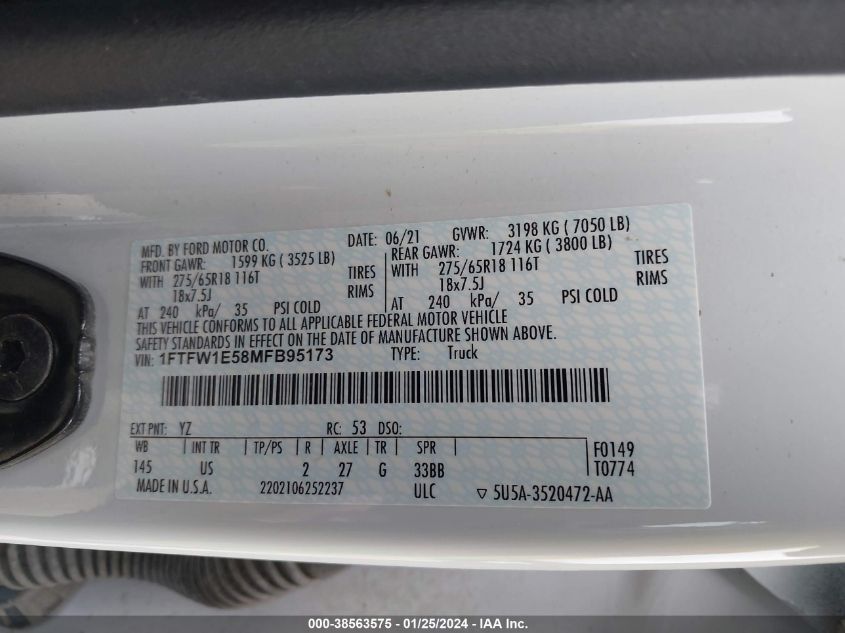 MFD. BY FORD MOTOR CO.
DATE: 06/21 GVWR: 3198 KG ( 7050 LB)
FRONT GAWR: 1599 KG ( 3525 LB)
REAR GAWR: 1724 KG ( 3800 LB)
WITH 275/65R18 116T TIRES
WITH 275/65R18 116T TIRES
18x7.5J RIMS
18x7.5J RIMS
AT 240 kPa/ 35 PSI COLD
AT 240 kPa/ 35 PSI COLD
THIS VEHICLE CONFORMS TO ALL APPLICABLE FEDERAL MOTOR VEHICLE
SAFETY STANDARDS IN EFFECT ON THE DATE OF MANUFACTURE SHOWN ABOVE.
VIN: 1FTFW1E58MFB95173 TYPE: Truck
EXT PNT: YZ RC: 53 DSO:
WB INT TR TP/PS R AXLE TR SPR F0149
145 US 2 27 G 33BB T0774
MADE IN U.S.A. 2202106252237 ULC ▽ 5U5A-3520472-AA
000-38563575 — 01/25/2024 — IAA Inc.